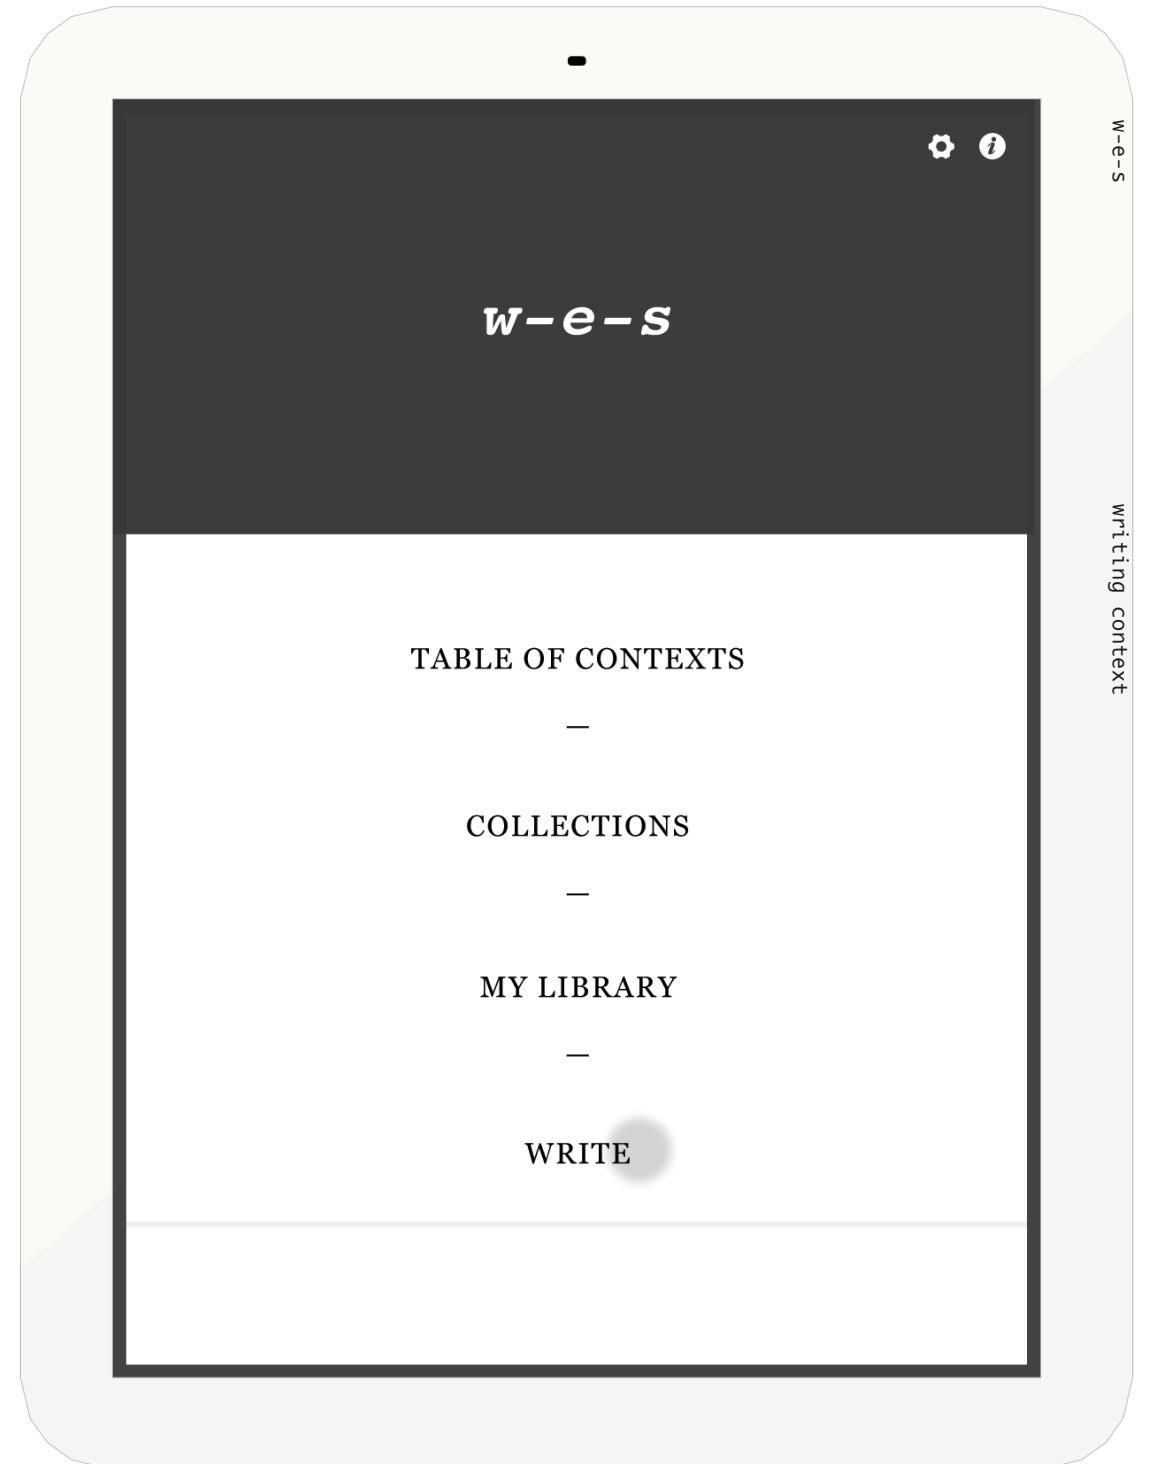 w-e-s
w-e-s
writing context
TABLE OF CONTEXTS
—
COLLECTIONS
—
MY LIBRARY
—
WRITE